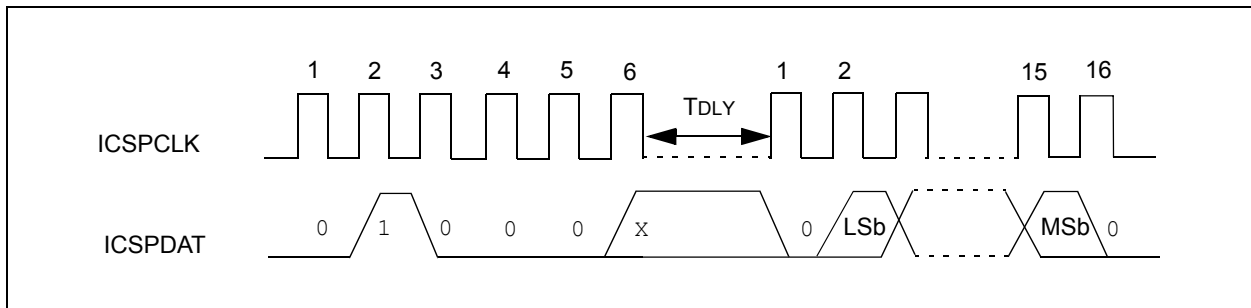 1 2 3 4 5 6 1 2 15 16
TDLY
ICSPCLK
0 1 0 0 0 X 0 LSb MSb 0
ICSPDAT